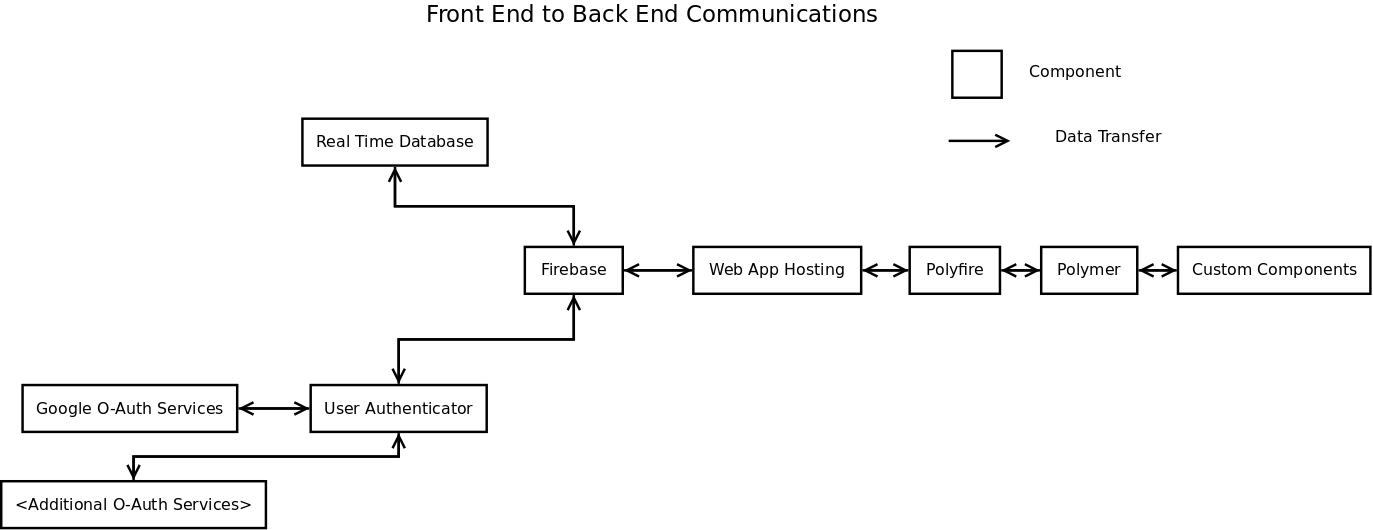 Front End to Back End Communications
Component
Data Transfer
Real Time Database
Firebase
Web App Hosting
Polyfire
Polymer
Custom Components
Google O-Auth Services
User Authenticator
<Additional O-Auth Services>